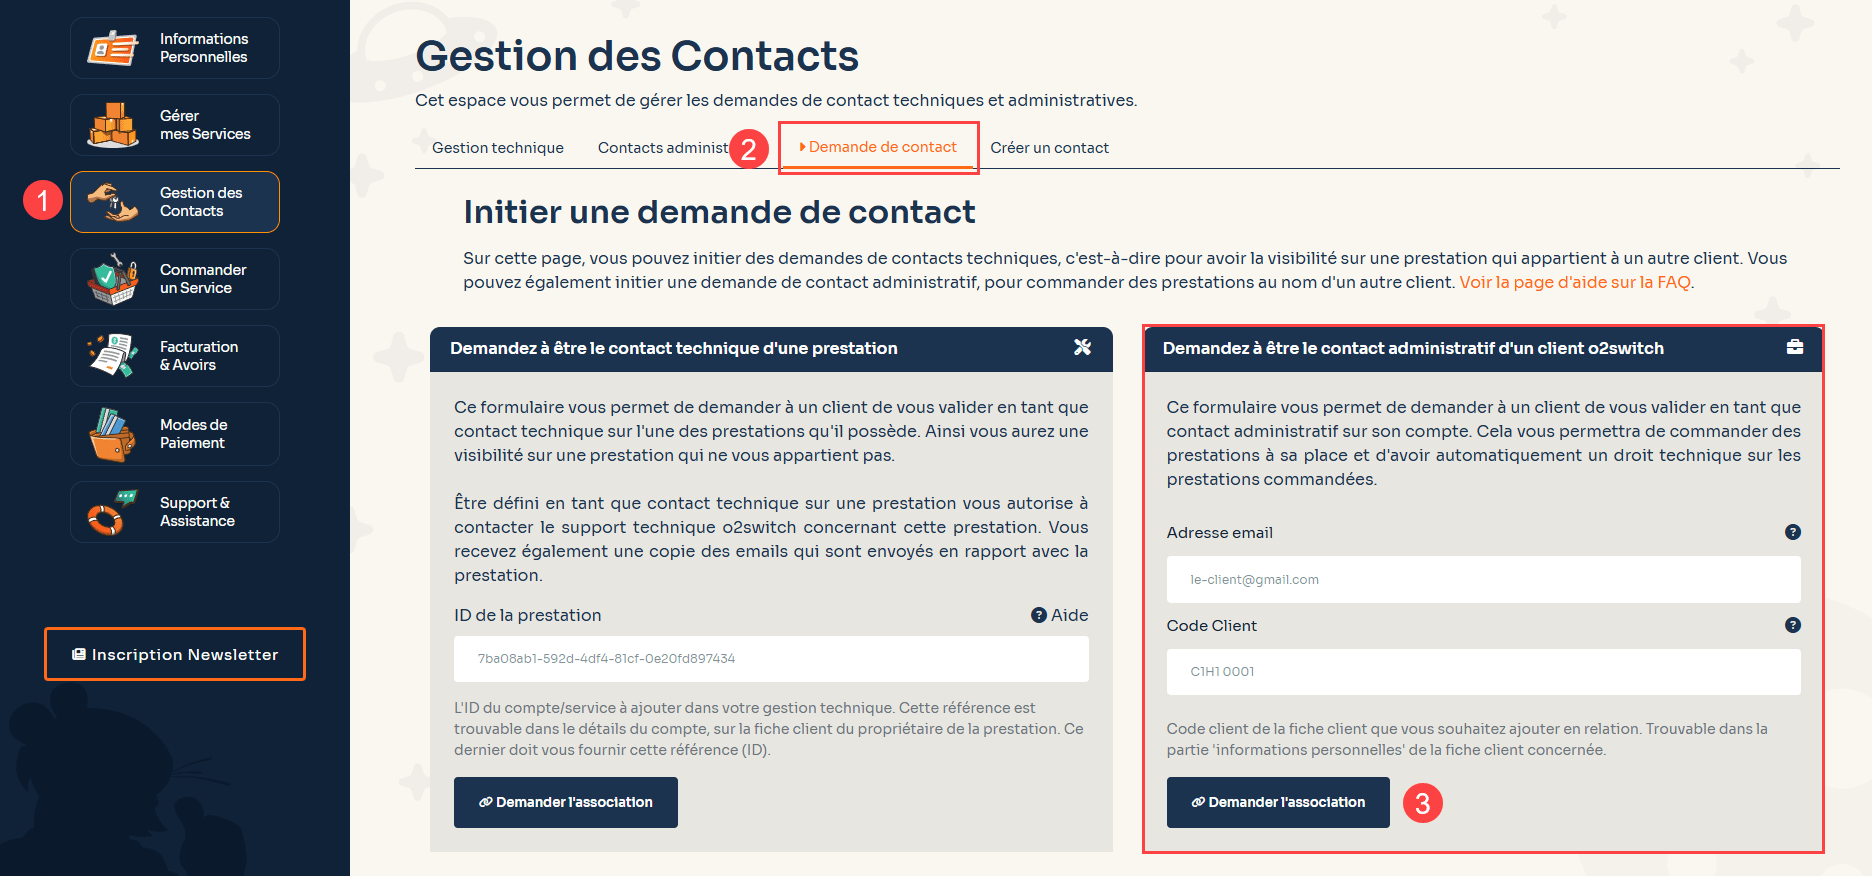 Informations
Personnelles
Gérer
mes Services
1
Gestion des
Contacts
Commander
un Service
Facturation
& Avoirs
Modes de
Paiement
Support &
Assistance
Inscription Newsletter
Gestion des Contacts
Cet espace vous permet de gérer les demandes de contact techniques et administratives.
Gestion technique Contacts administ 2 Demande de contact Créer un contact
Initier une demande de contact
Sur cette page, vous pouvez initier des demandes de contacts techniques, c'est-à-dire pour avoir la visibilité sur une prestation qui appartient à un autre client. Vous
pouvez également initier une demande de contact administratif, pour commander des prestations au nom d'un autre client. Voir la page d'aide sur la FAQ.
Demandez à être le contact technique d'une prestation
Ce formulaire vous permet de demander à un client de vous valider en tant que
contact technique sur l'une des prestations qu'il possède. Ainsi vous aurez une
visibilité sur une prestation qui ne vous appartient pas.
Être défini en tant que contact technique sur une prestation vous autorise à
contacter le support technique o2switch concernant cette prestation. Vous
recevez également une copie des emails qui sont envoyés en rapport avec la
prestation.
ID de la prestation ? Aide
7ba08ab1-592d-4df4-81cf-0e20fd897434
L'ID du compte/service à ajouter dans votre gestion technique. Cette référence est
trouvable dans le détails du compte, sur la fiche client du propriétaire de la prestation. Ce
dernier doit vous fournir cette référence (ID).
Demander l'association
Demandez à être le contact administratif d'un client o2switch
Ce formulaire vous permet de demander à un client de vous valider en tant que
contact administratif sur son compte. Cela vous permettra de commander des
prestations à sa place et d'avoir automatiquement un droit technique sur les
prestations commandées.
Adresse email ?
le-client@gmail.com
Code Client ?
C1H1 0001
Code client de la fiche client que vous souhaitez ajouter en relation. Trouvable dans la
partie 'informations personnelles' de la fiche client concernée.
Demander l'association 3